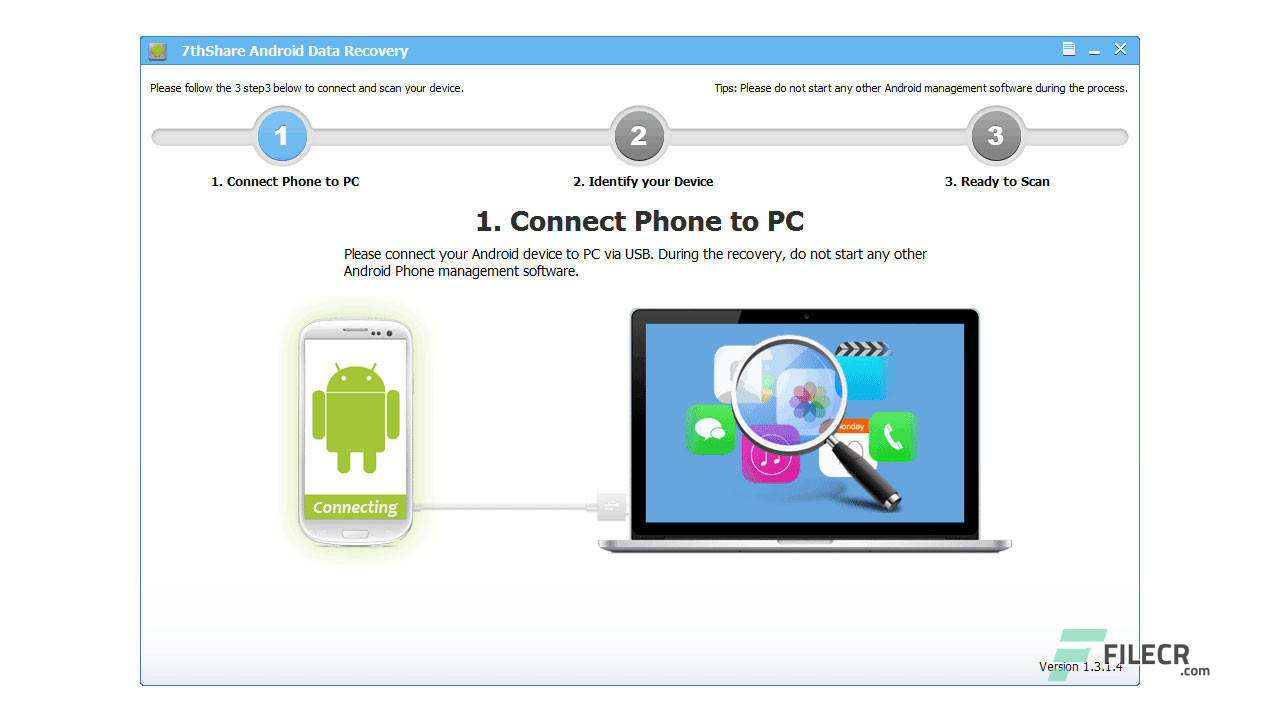 7thShare Android Data Recovery
Please follow the 3 step3 below to connect and scan your device.
Tips: Please do not start any other Android management software during the process.
1
2
3
1. Connect Phone to PC
2. Identify your Device
3. Ready to Scan
1. Connect Phone to PC
Please connect your Android device to PC via USB. During the recovery, do not start any other
Android Phone management software.
onday
Connecting
Version 1.3.1.4
FILECR
.com